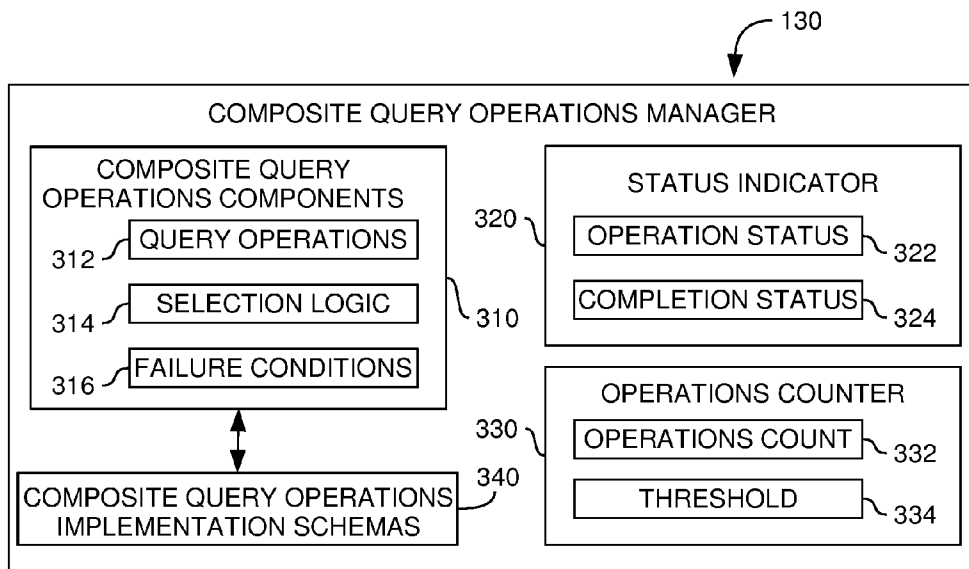 130
COMPOSITE QUERY OPERATIONS MANAGER
COMPOSITE QUERY
OPERATIONS COMPONENTS
312
QUERY OPERATIONS
314
SELECTION LOGIC
310
316
FAILURE CONDITIONS
COMPOSITE QUERY OPERATIONS
IMPLEMENTATION SCHEMAS
340
STATUS INDICATOR
320
OPERATION STATUS
322
COMPLETION STATUS
324
OPERATIONS COUNTER
330
OPERATIONS COUNT
332
THRESHOLD
334